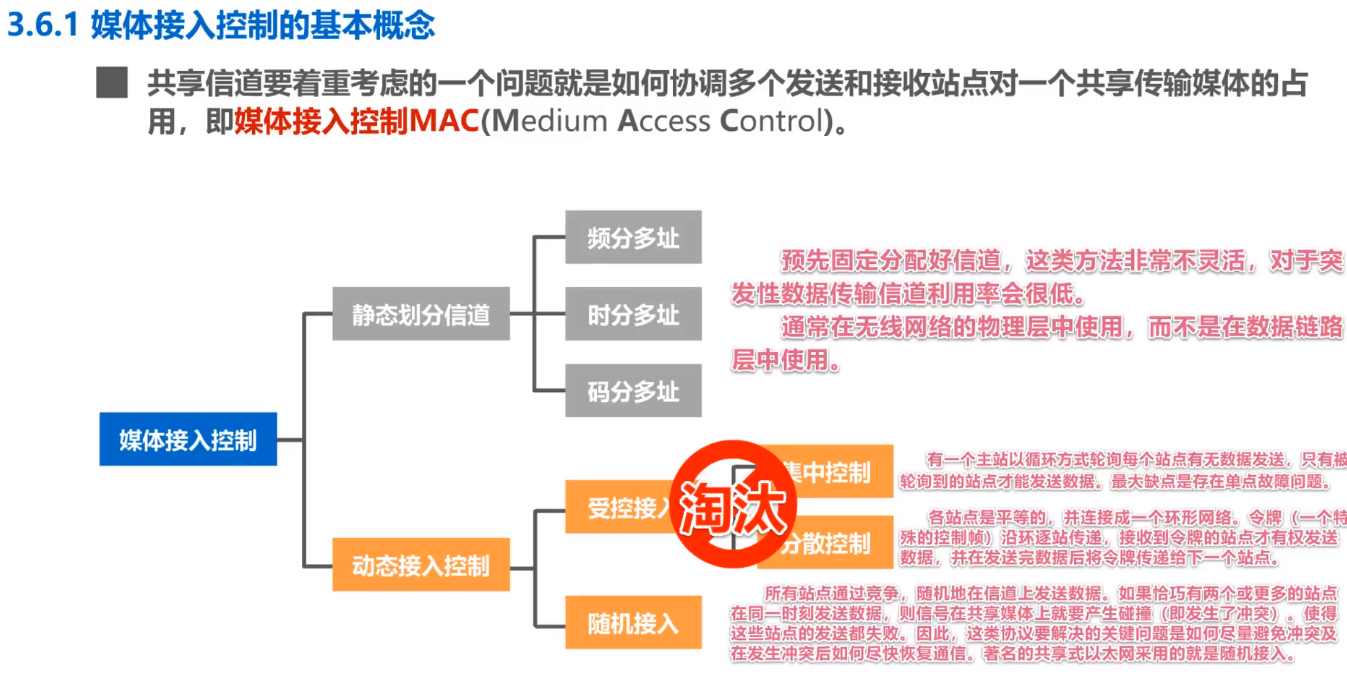 3.6.1 媒体接入控制的基本概念
共享信道要着重考虑的一个问题就是如何协调多个发送和接收站点对一个共享传输媒体的占
用，即媒体接入控制MAC(Medium Access Control)。
频分多址
静态划分信道
时分多址
码分多址
预先固定分配好信道，这类方法非常不灵活，对于突
发性数据传输信道利用率会很低。
通常在无线网络的物理层中使用，而不是在数据链路
层中使用。
媒体接入控制
动态接入控制
受控接入
淘汰
集中控制
有一个主站以循环方式轮询每个站点有无数据发送，只有被
轮询到的站点才能发送数据。最大缺点是存在单点故障问题。
分散控制
各站点是平等的，并连接成一个环形网络。令牌（一个特
殊的控制帧）沿环逐站传递，接收到令牌的站点才有权发送
数据，并在发送完数据后将令牌传递给下一个站点。
随机接入
所有站点通过竞争，随机地在信道上发送数据。如果恰巧有两个或更多的站点
在同一时刻发送数据，则信号在共享媒体上就要产生碰撞（即发生了冲突）。使得
这些站点的发送都失败。因此，这类协议要解决的关键问题是如何尽量避免冲突及
在发生冲突后如何尽快恢复通信。著名的共享式以太网采用的就是随机接入。